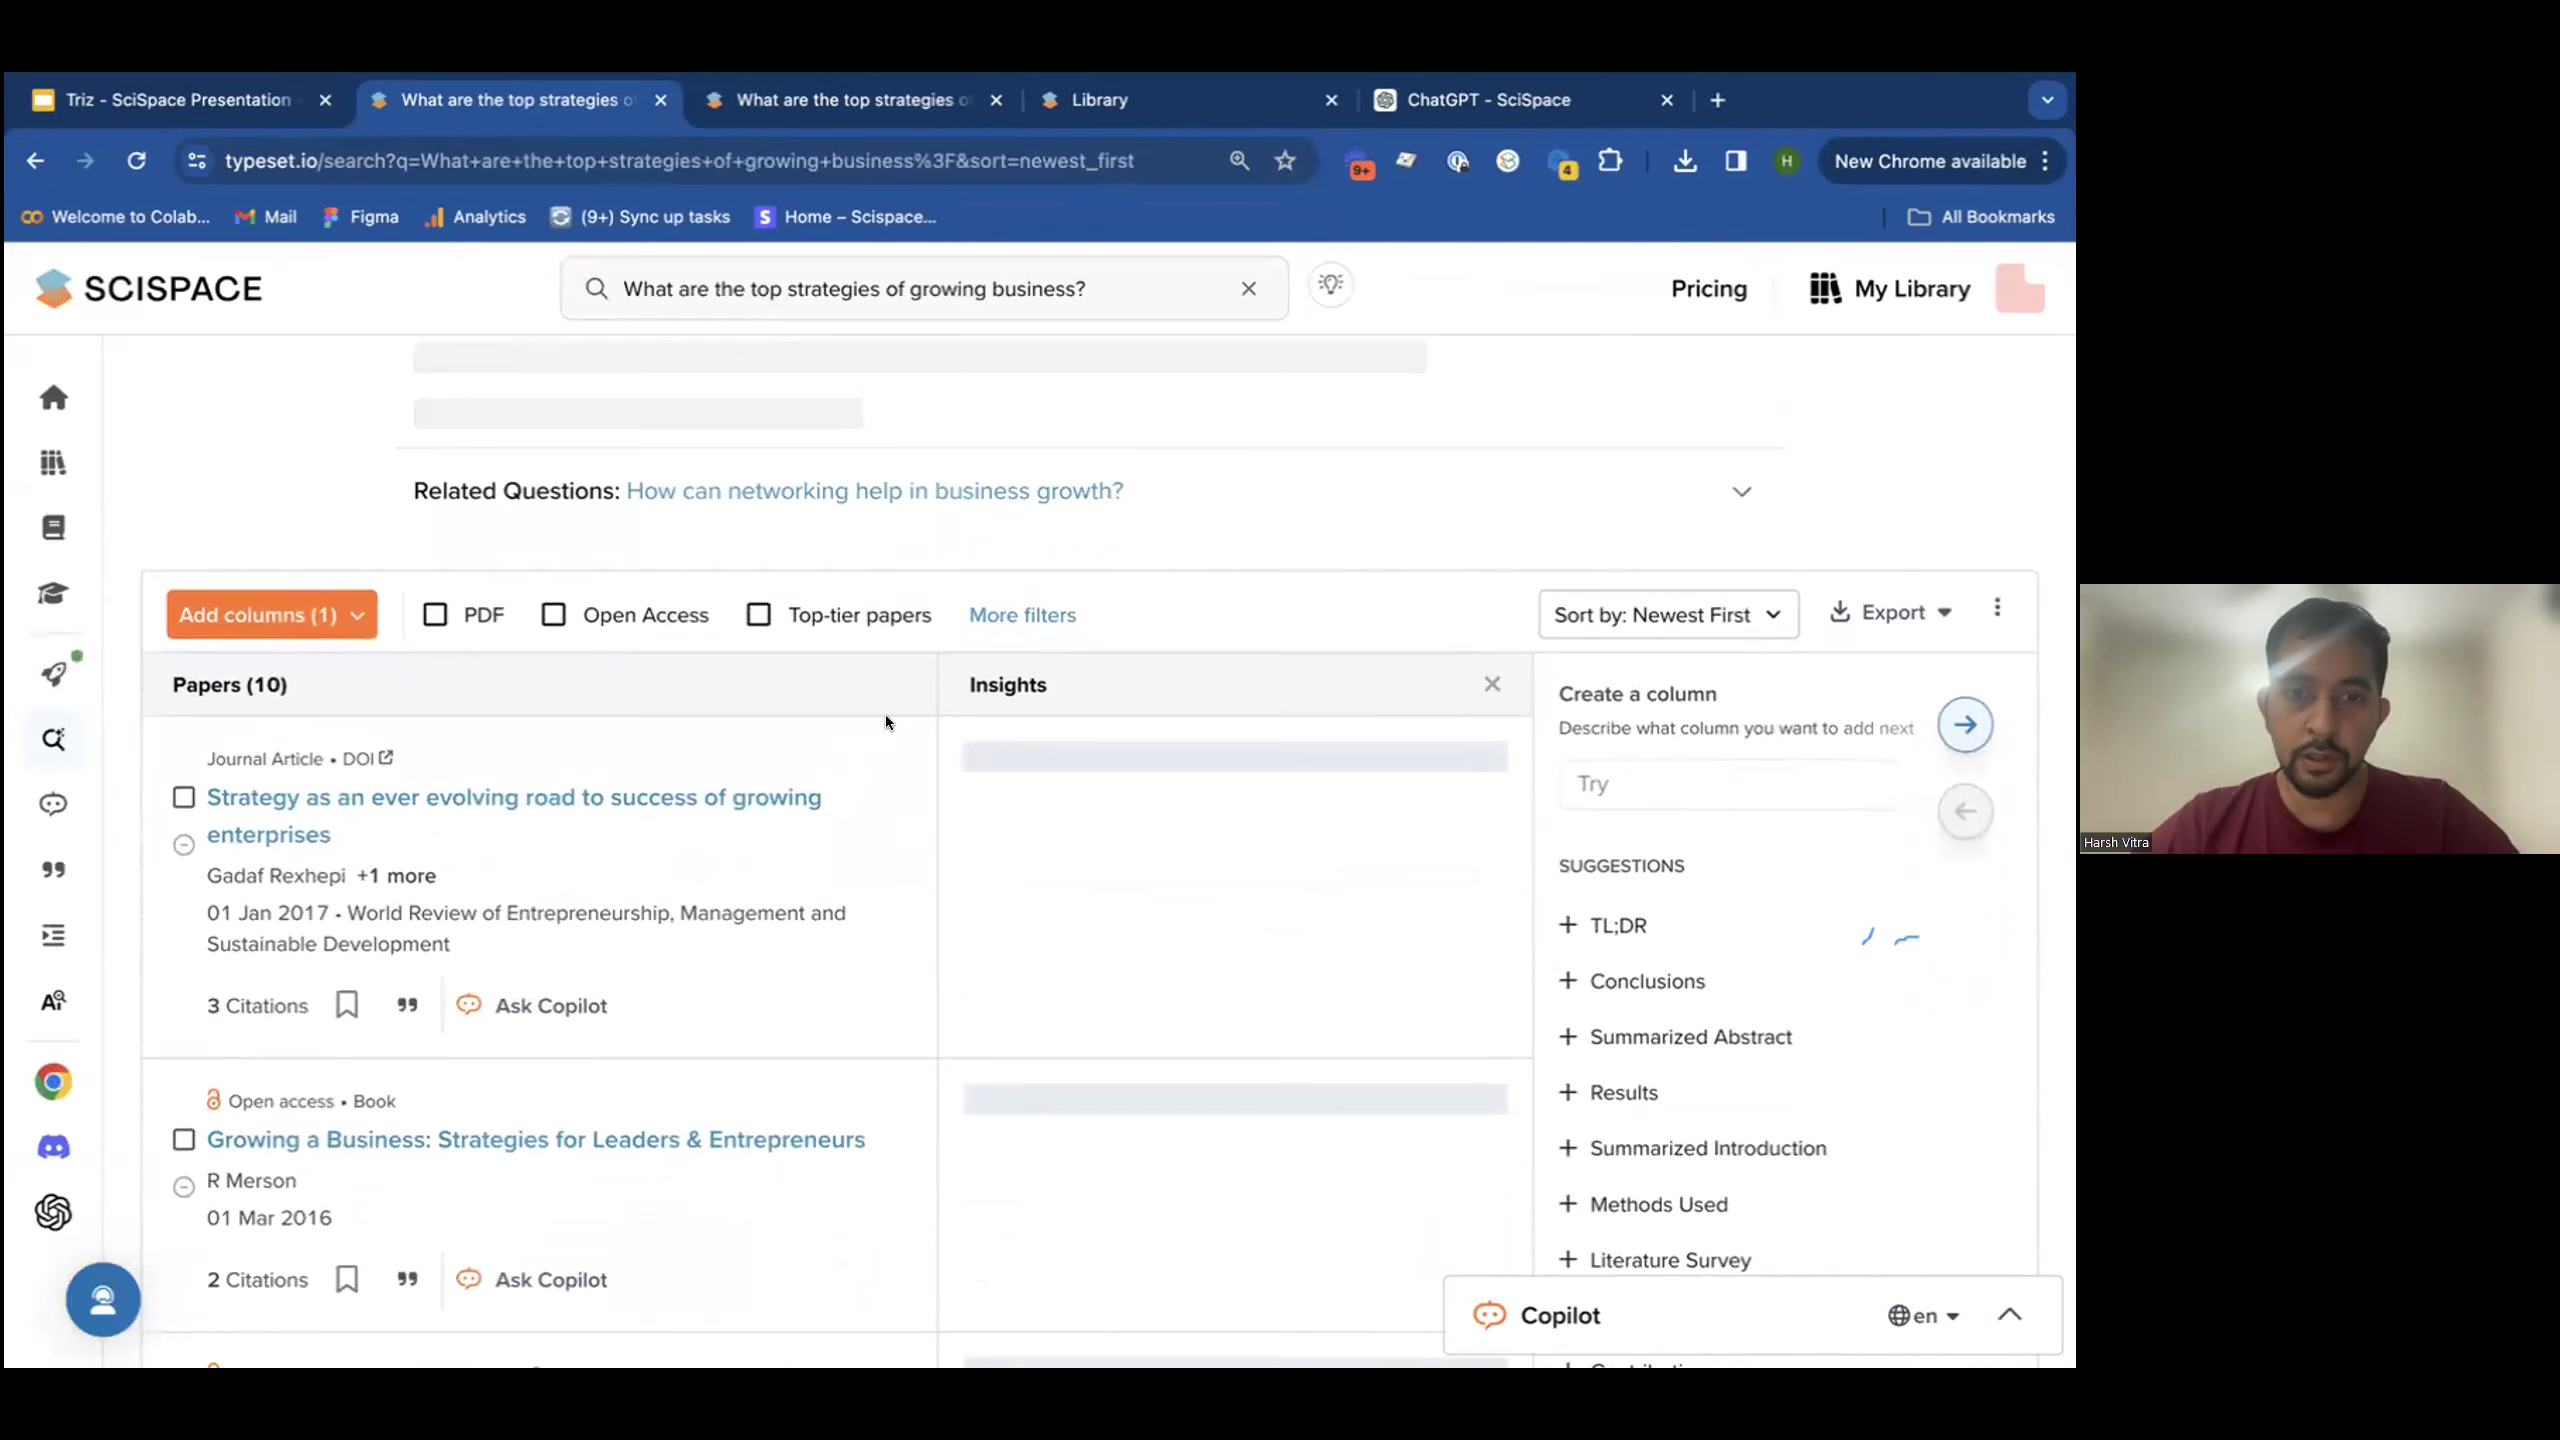 Triz - SciSpace Presentation
What are the top strategies o
What are the top strategies o
Library
ChatGPT - SciSpace
typeset.io/search?q=What+are+the+top+strategies+of+growing+business%3F&sort=newest_first
9+
4
H
New Chrome available
Welcome to Colab...
Mail
Figma
Analytics
(9+) Sync up tasks
S
Home – Scispace...
All Bookmarks
SCISPACE
What are the top strategies of growing business?
Pricing
My Library
Related Questions: How can networking help in business growth?
Add columns (1)
PDF
Open Access
Top-tier papers
More filters
Sort by: Newest First
Export
Papers (10)
Insights
Create a column
Describe what column you want to add next
Try
Journal Article • DOI
Strategy as an ever evolving road to success of growing
enterprises
Gadaf Rexhepi +1 more
01 Jan 2017 - World Review of Entrepreneurship, Management and
Sustainable Development
3 Citations
Ask Copilot
SUGGESTIONS
+ TL;DR
+ Conclusions
+ Summarized Abstract
+ Results
+ Summarized Introduction
+ Methods Used
+ Literature Survey
Open access • Book
Growing a Business: Strategies for Leaders & Entrepreneurs
R Merson
01 Mar 2016
2 Citations
Ask Copilot
Copilot
en
Harsh Vitra